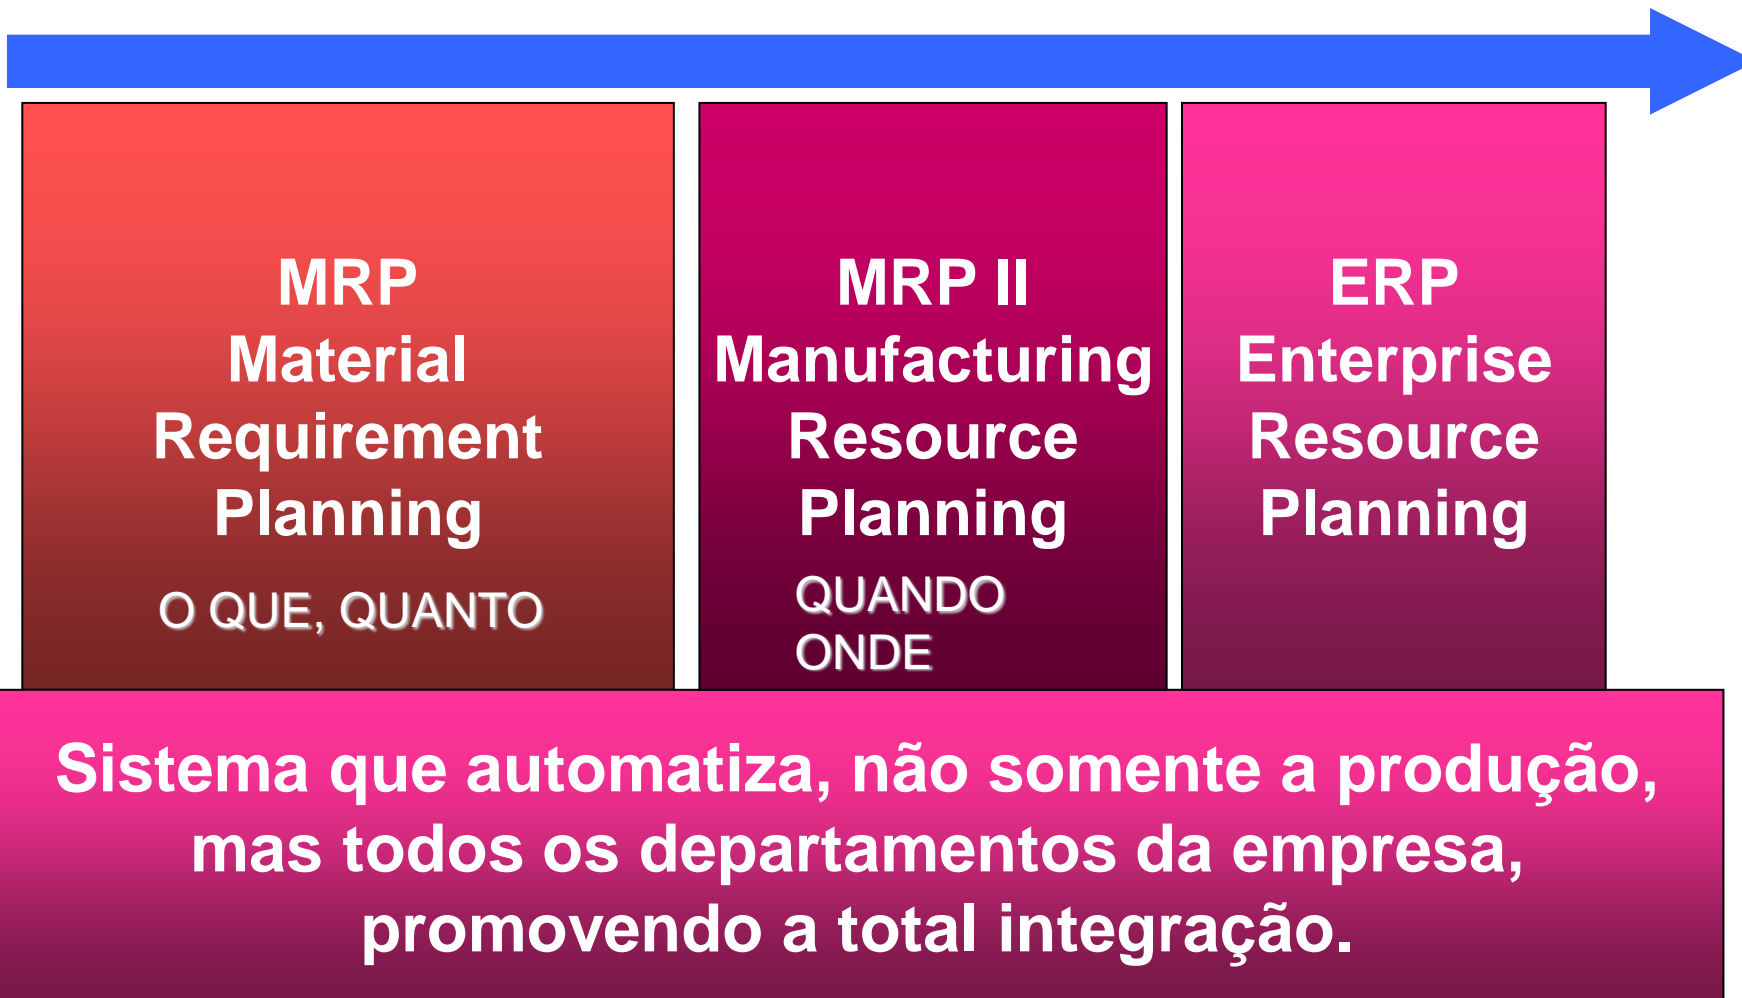 MRP
Material
Requirement
Planning
O QUE, QUANTO
MRP II
Manufacturing
Resource
Planning
QUANDO
ONDE
ERP
Enterprise
Resource
Planning
Sistema que automatiza, não somente a produção,
mas todos os departamentos da empresa,
promovendo a total integração.